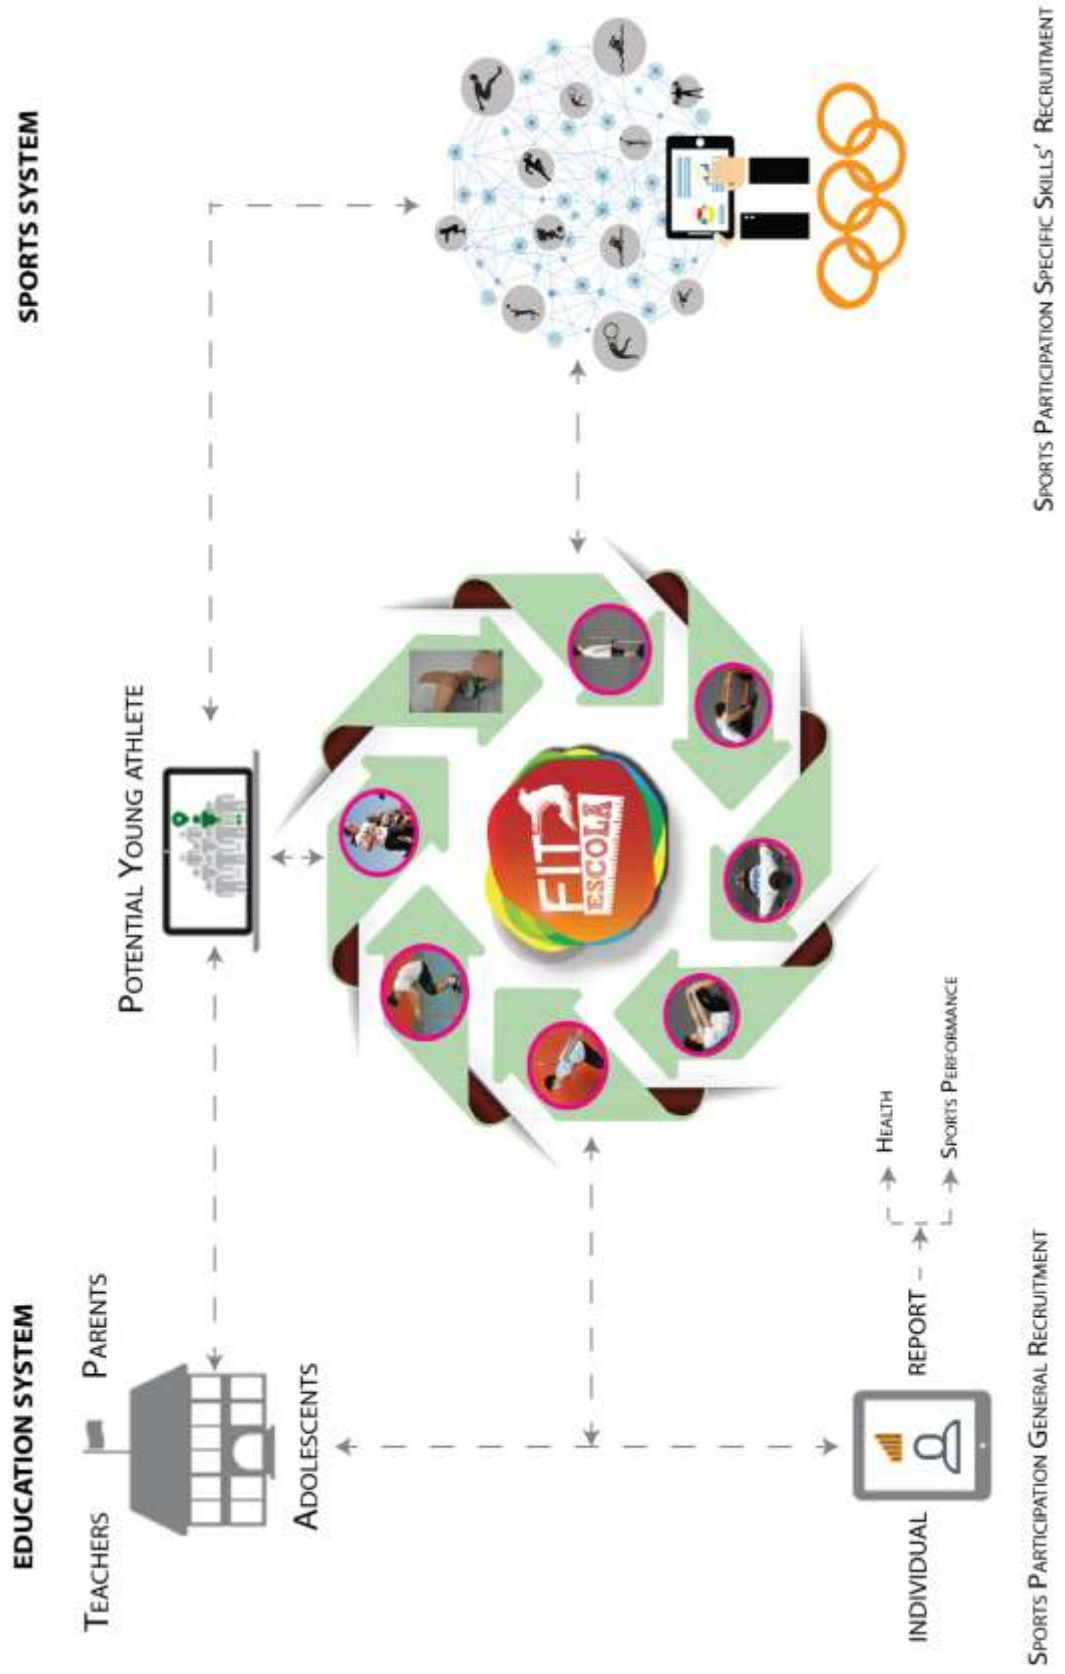 EDUCATION SYSTEM
SPORTS SYSTEM
TEACHERS
PARENTS
POTENTIAL YOUNG ATHLETE
ADOLESCENTS
FIT
ESCOLA
INDIVIDUAL
REPORT
HEALTH
SPORTS PERFORMANCE
SPORTS PARTICIPATION GENERAL RECRUITMENT
SPORTS PARTICIPATION SPECIFIC SKILLS' RECRUITMENT